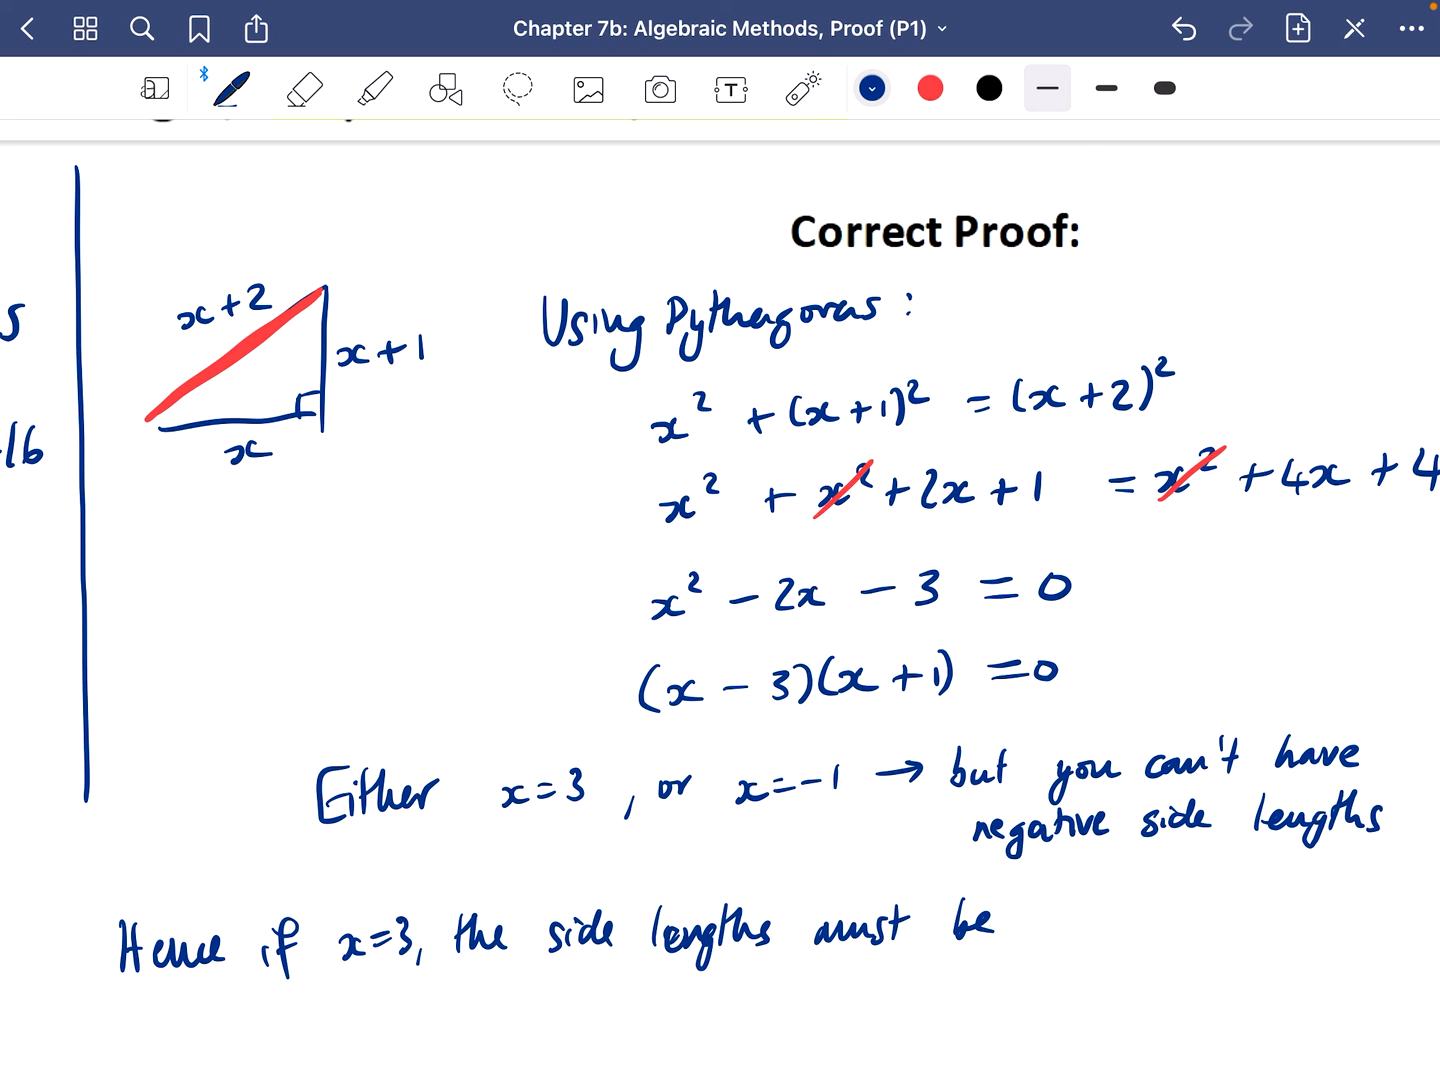 Chapter 7b: Algebraic Methods, Proof (P1)
T
Correct Proof:
s
-16
x+2
x+1
x
Using Pythagoras:
x² + (x+1)² = (x+2)²
x² + x² + 2x + 1 = x² + 4x + 4
x² - 2x - 3 = 0
(x - 3)(x+1) = 0
Either x=3, or x=-1 → but you can't have
negative side lengths
Hence if x=3, the side lengths must be